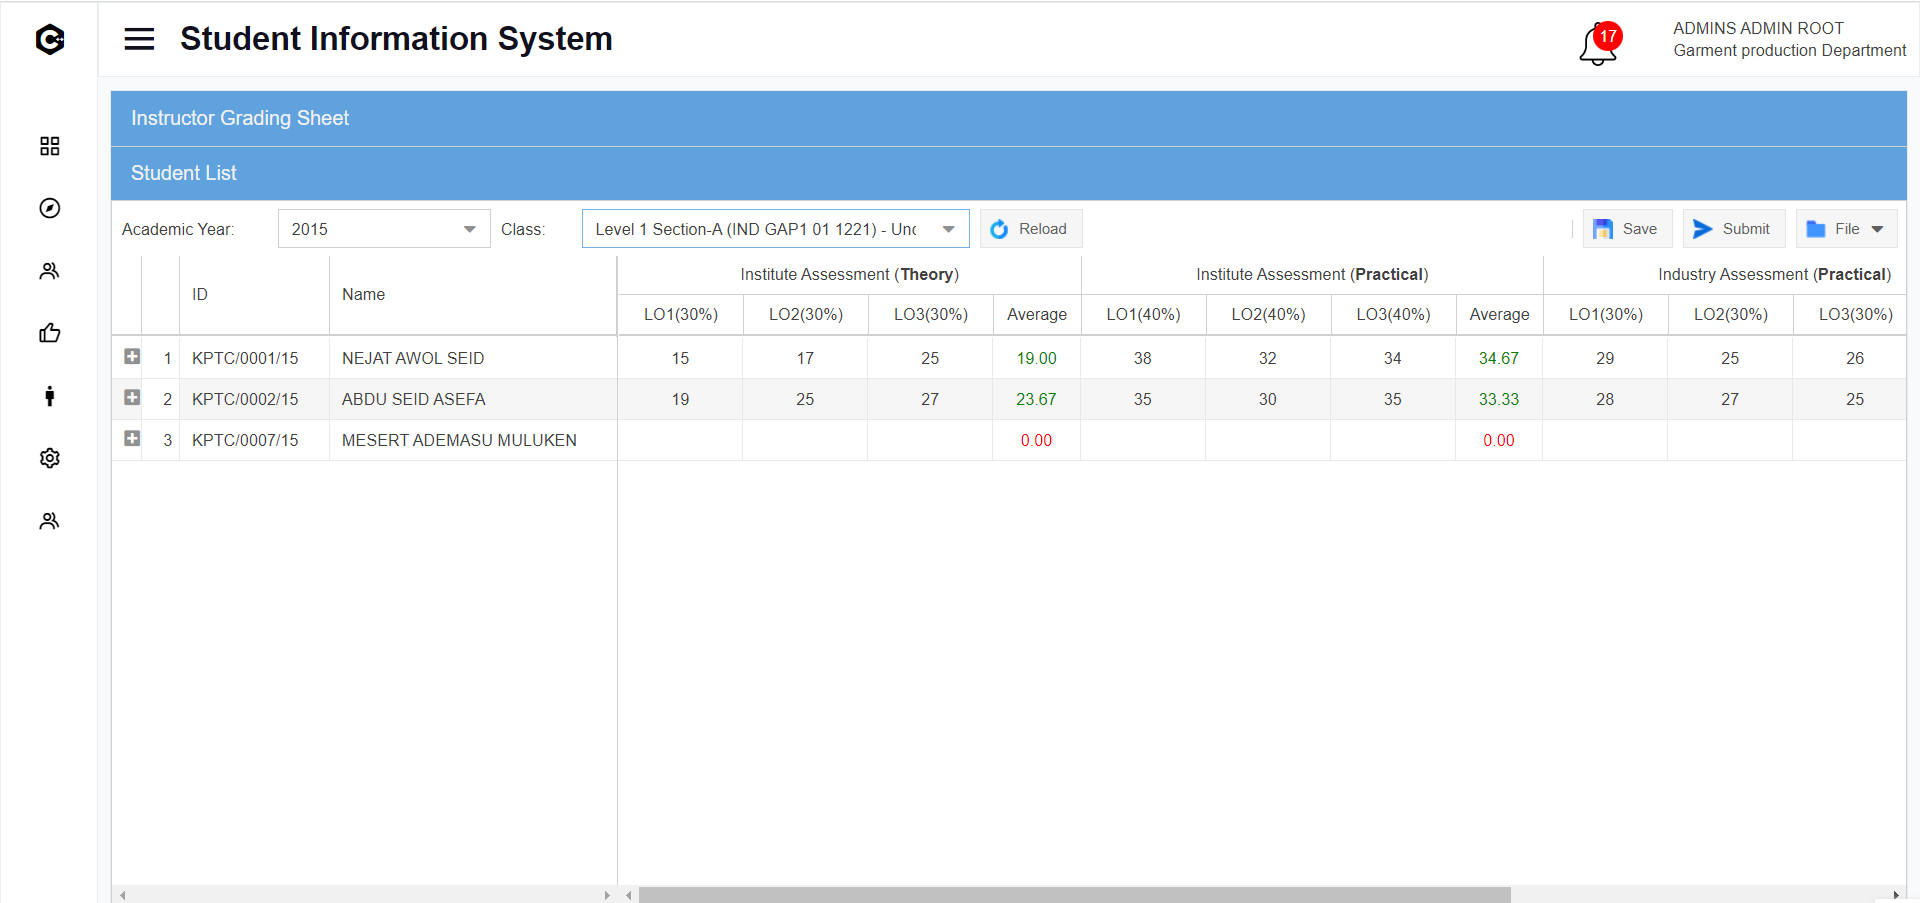 Student Information System
17
ADMINS ADMIN ROOT
Garment production Department
Instructor Grading Sheet
Student List
Academic Year: 2015 Class: Level 1 Section-A (IND GAP1 01 1221) - Unc Reload Save Submit File
Institute Assessment (Theory) Institute Assessment (Practical) Industry Assessment (Practical)
ID Name
LO1(30%) LO2(30%) LO3(30%) Average LO1(40%) LO2(40%) LO3(40%) Average LO1(30%) LO2(30%) LO3(30%)
1 KPTC/0001/15 NEJAT AWOL SEID 15 17 25 19.00 38 32 34 34.67 29 25 26
2 KPTC/0002/15 ABDU SEID ASEFA 19 25 27 23.67 35 30 35 33.33 28 27 25
3 KPTC/0007/15 MESERT ADEMASU MULUKEN 0.00 0.00